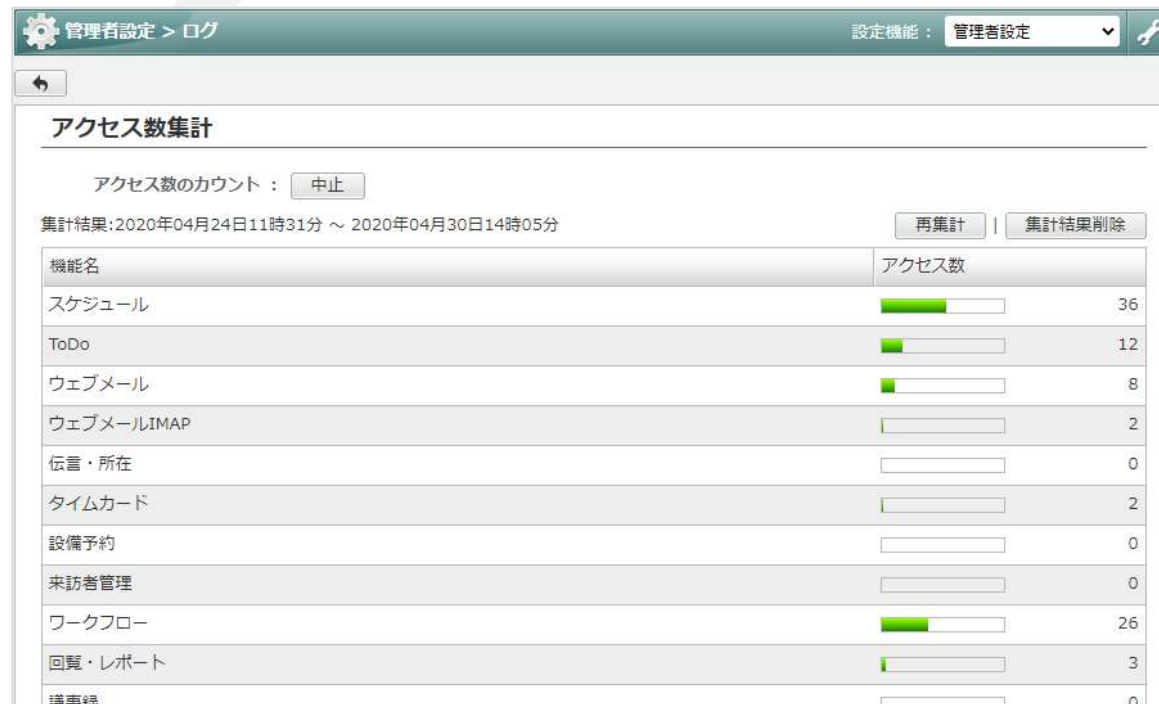 管理者設定 > ログ 設定機能： 管理者設定
アクセス数集計
アクセス数のカウント： 中止
集計結果:2020年04月24日11時31分 ～ 2020年04月30日14時05分 再集計 | 集計結果削除
機能名 アクセス数
スケジュール 36
ToDo 12
ウェブメール 8
ウェブメールIMAP 2
伝言・所在 0
タイムカード 2
設備予約 0
来訪者管理 0
ワークフロー 26
回覧・レポート 3
議事録 0